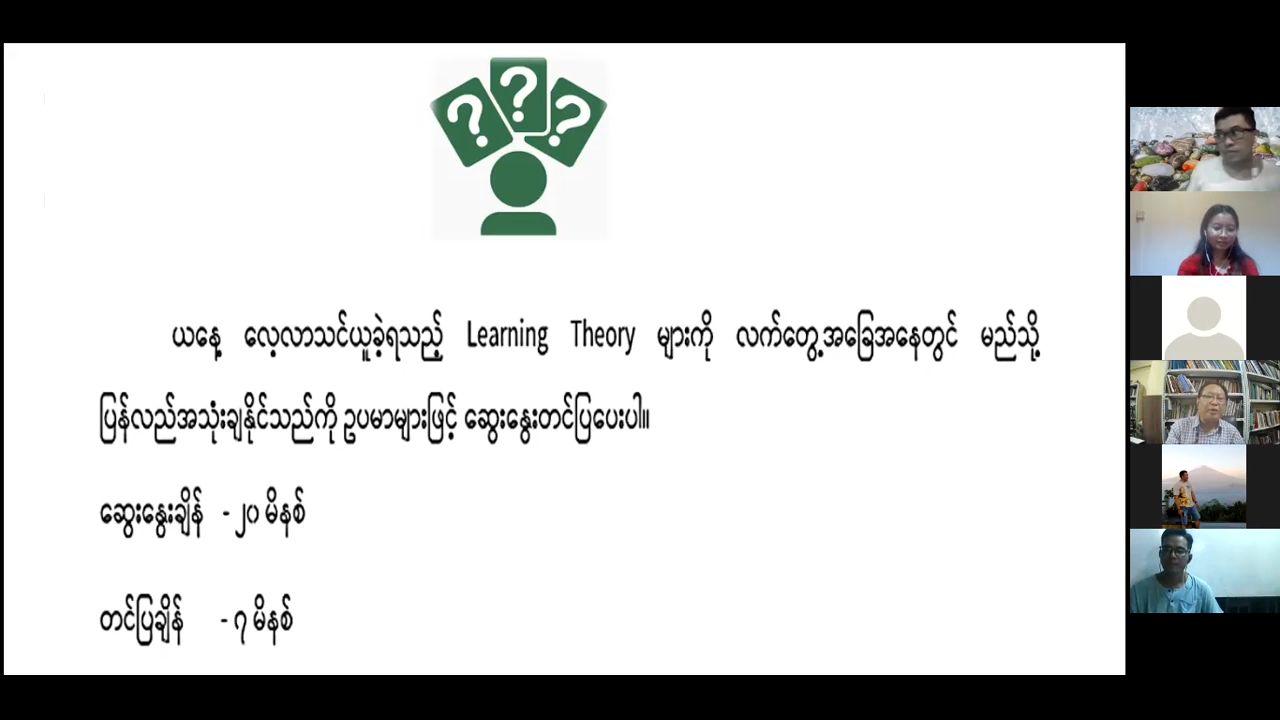 ? ? ?
ယနေ့ လေ့လာသင်ယူခဲ့ရသည့် Learning Theory များကို လက်တွေ့အခြေအနေတွင် မည်သို့
ပြန်လည်အသုံးချနိုင်သည်ကို ဥပမာများဖြင့် ဆွေးနွေးတင်ပြပေးပါ။
ဆွေးနွေးချိန် - ၂၀ မိနစ်
တင်ပြချိန် - ၇ မိနစ်